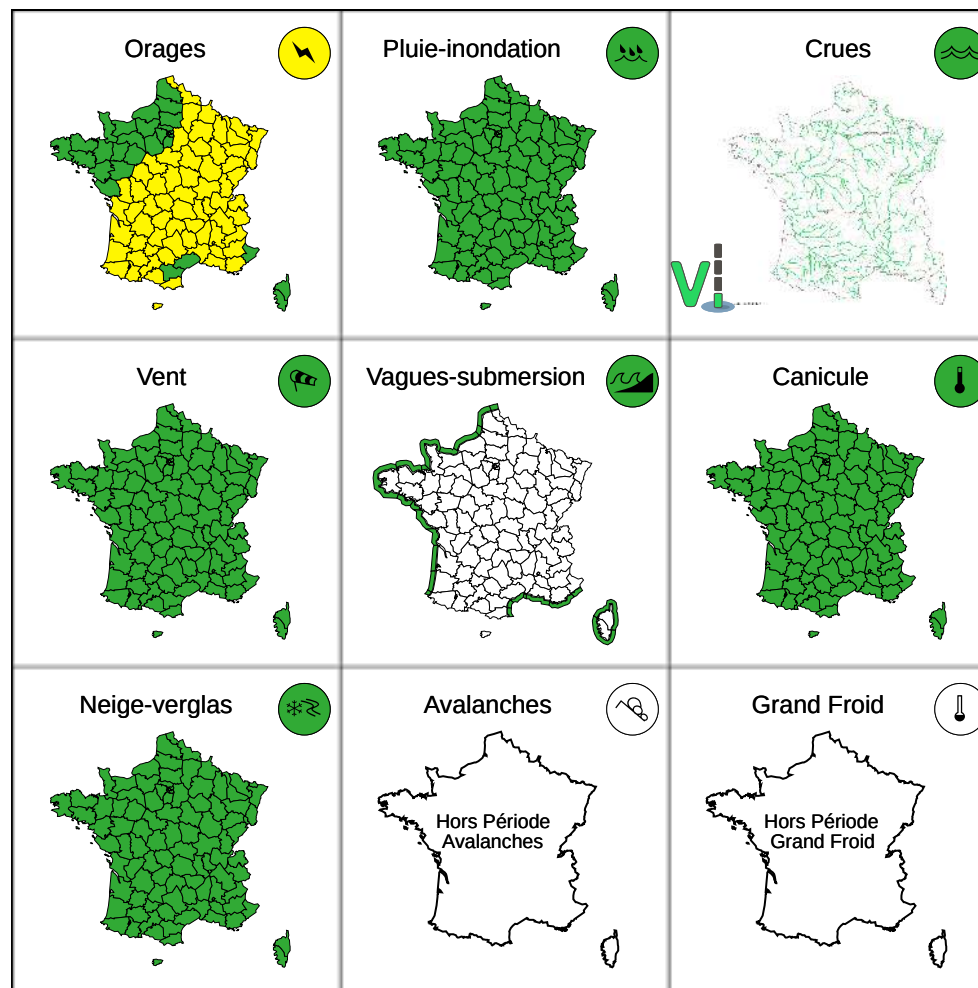 Orages
Pluie-inondation
Crues
Vi
Vent
Vagues-submersion
Canicule
Neige-verglas
Avalanches
Grand Froid
Hors Période
Avalanches
Hors Période
Grand Froid